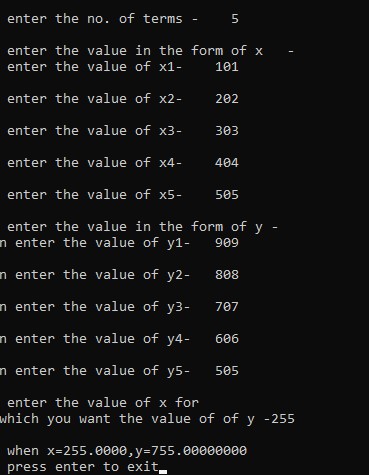 enter the no. of terms - 5
enter the value in the form of x -
enter the value of x1- 101
enter the value of x2- 202
enter the value of x3- 303
enter the value of x4- 404
enter the value of x5- 505
enter the value in the form of y -
n enter the value of y1- 909
n enter the value of y2- 808
n enter the value of y3- 707
n enter the value of y4- 606
n enter the value of y5- 505
enter the value of x for
which you want the value of of y -255
when x=255.0000,y=755.00000000
press enter to exit